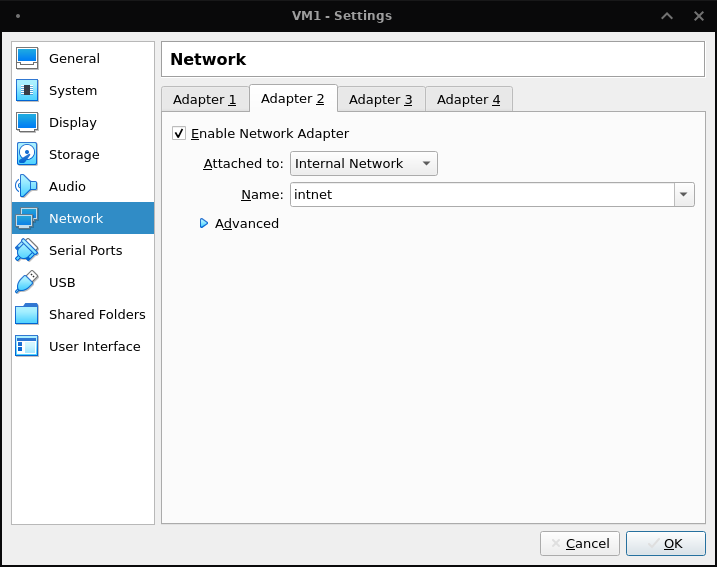 VM1 - Settings
General
System
Display
Storage
Audio
Network
Serial Ports
USB
Shared Folders
User Interface
Network
Adapter 1 Adapter 2 Adapter 3 Adapter 4
Enable Network Adapter
Attached to: Internal Network
Name: intnet
Advanced
Cancel OK